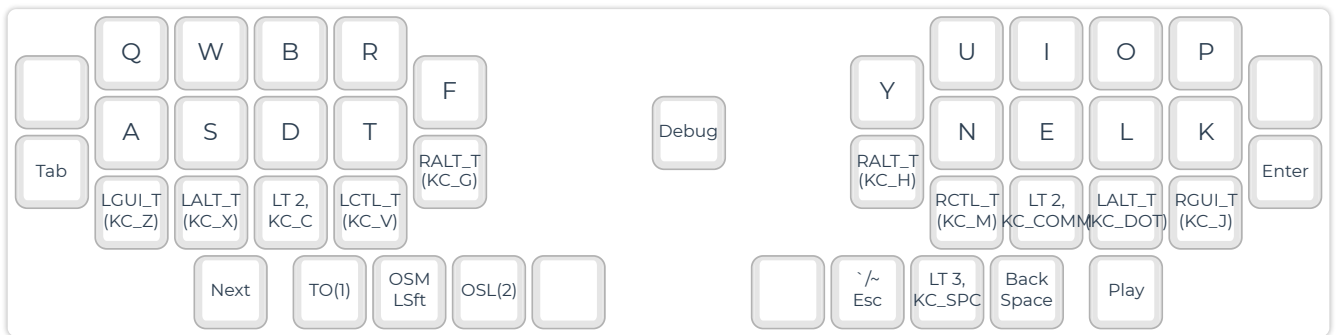 Q W B R
U I O P
F
Y
A S D T
Debug
N E L K
Tab
RALT_T
(KC_G)
RALT_T
(KC_H)
Enter
LGUI_T
(KC_Z)
LALT_T
(KC_X)
LT 2,
KC_C
LCTL_T
(KC_V)
RCTL_T
(KC_M)
LT 2,
KC_COMM
LALT_T
(KC_DOT)
RGUI_T
(KC_J)
Next
TO(1)
OSM
LSft
OSL(2)
`/~
Esc
LT 3,
KC_SPC
Back
Space
Play